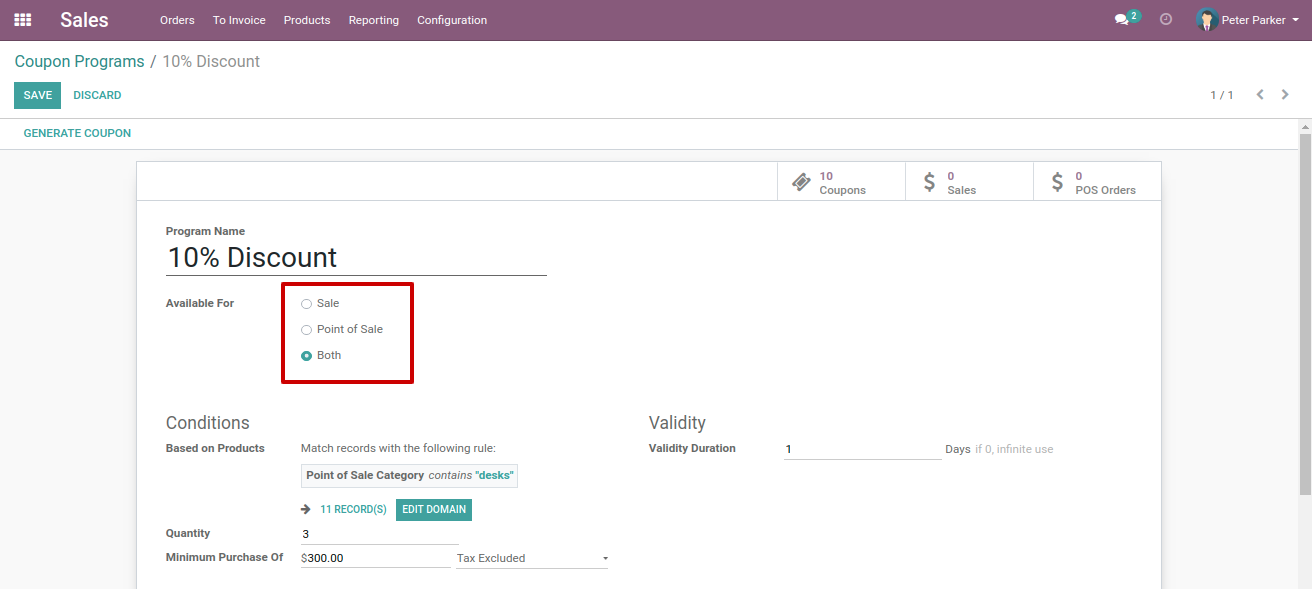 Sales Orders To Invoice Products Reporting Configuration 2 Peter Parker
Coupon Programs / 10% Discount
SAVE DISCARD 1 / 1
GENERATE COUPON
10 Coupons
0 Sales
0 POS Orders
Program Name
10% Discount
Available For
Sale
Point of Sale
Both
Conditions
Based on Products Match records with the following rule:
Point of Sale Category contains "desks"
11 RECORD(S) EDIT DOMAIN
Quantity 3
Minimum Purchase Of $300.00 Tax Excluded
Validity
Validity Duration 1 Days if 0, infinite use